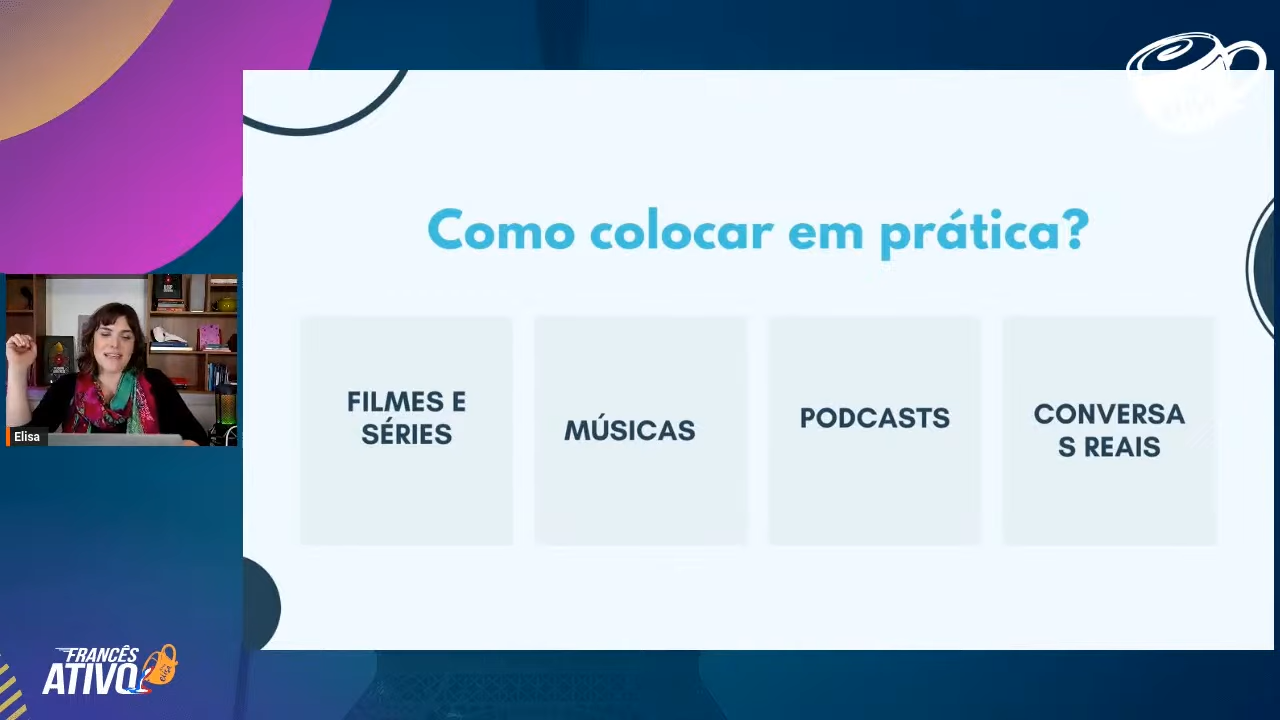 Como colocar em prática?
FILMES E
SÉRIES
MÚSICAS
PODCASTS
CONVERSA
S REAIS
Elisa
FRANCÊS
ATIVO